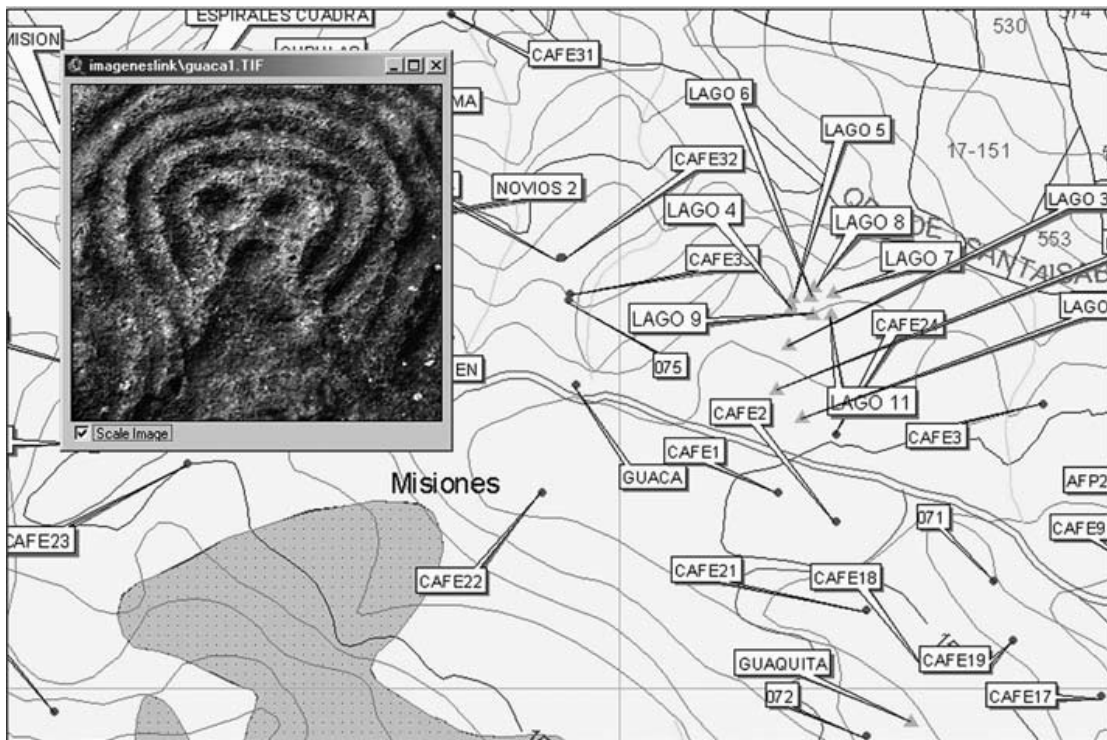 ESPIRALES CUADRA
530
MISION
CAFE31
imageneslink\guaca1.TIF
LAGO 6
MA
LAGO 5
CAFE32
17-151
NOVIOS 2
LAGO 3
LAGO 4
LAGO 8
553
CAFE33
LAGO 7
LAGO 9
CAFE24
LAGO
075
EN
LAGO 11
CAFE2
CAFE3
Scale Image
CAFE1
GUACA
Misiones
AFP2
071
CAFE23
CAFE9
CAFE22
CAFE21
CAFE18
CAFE19
GUAQUITA
072
CAFE17